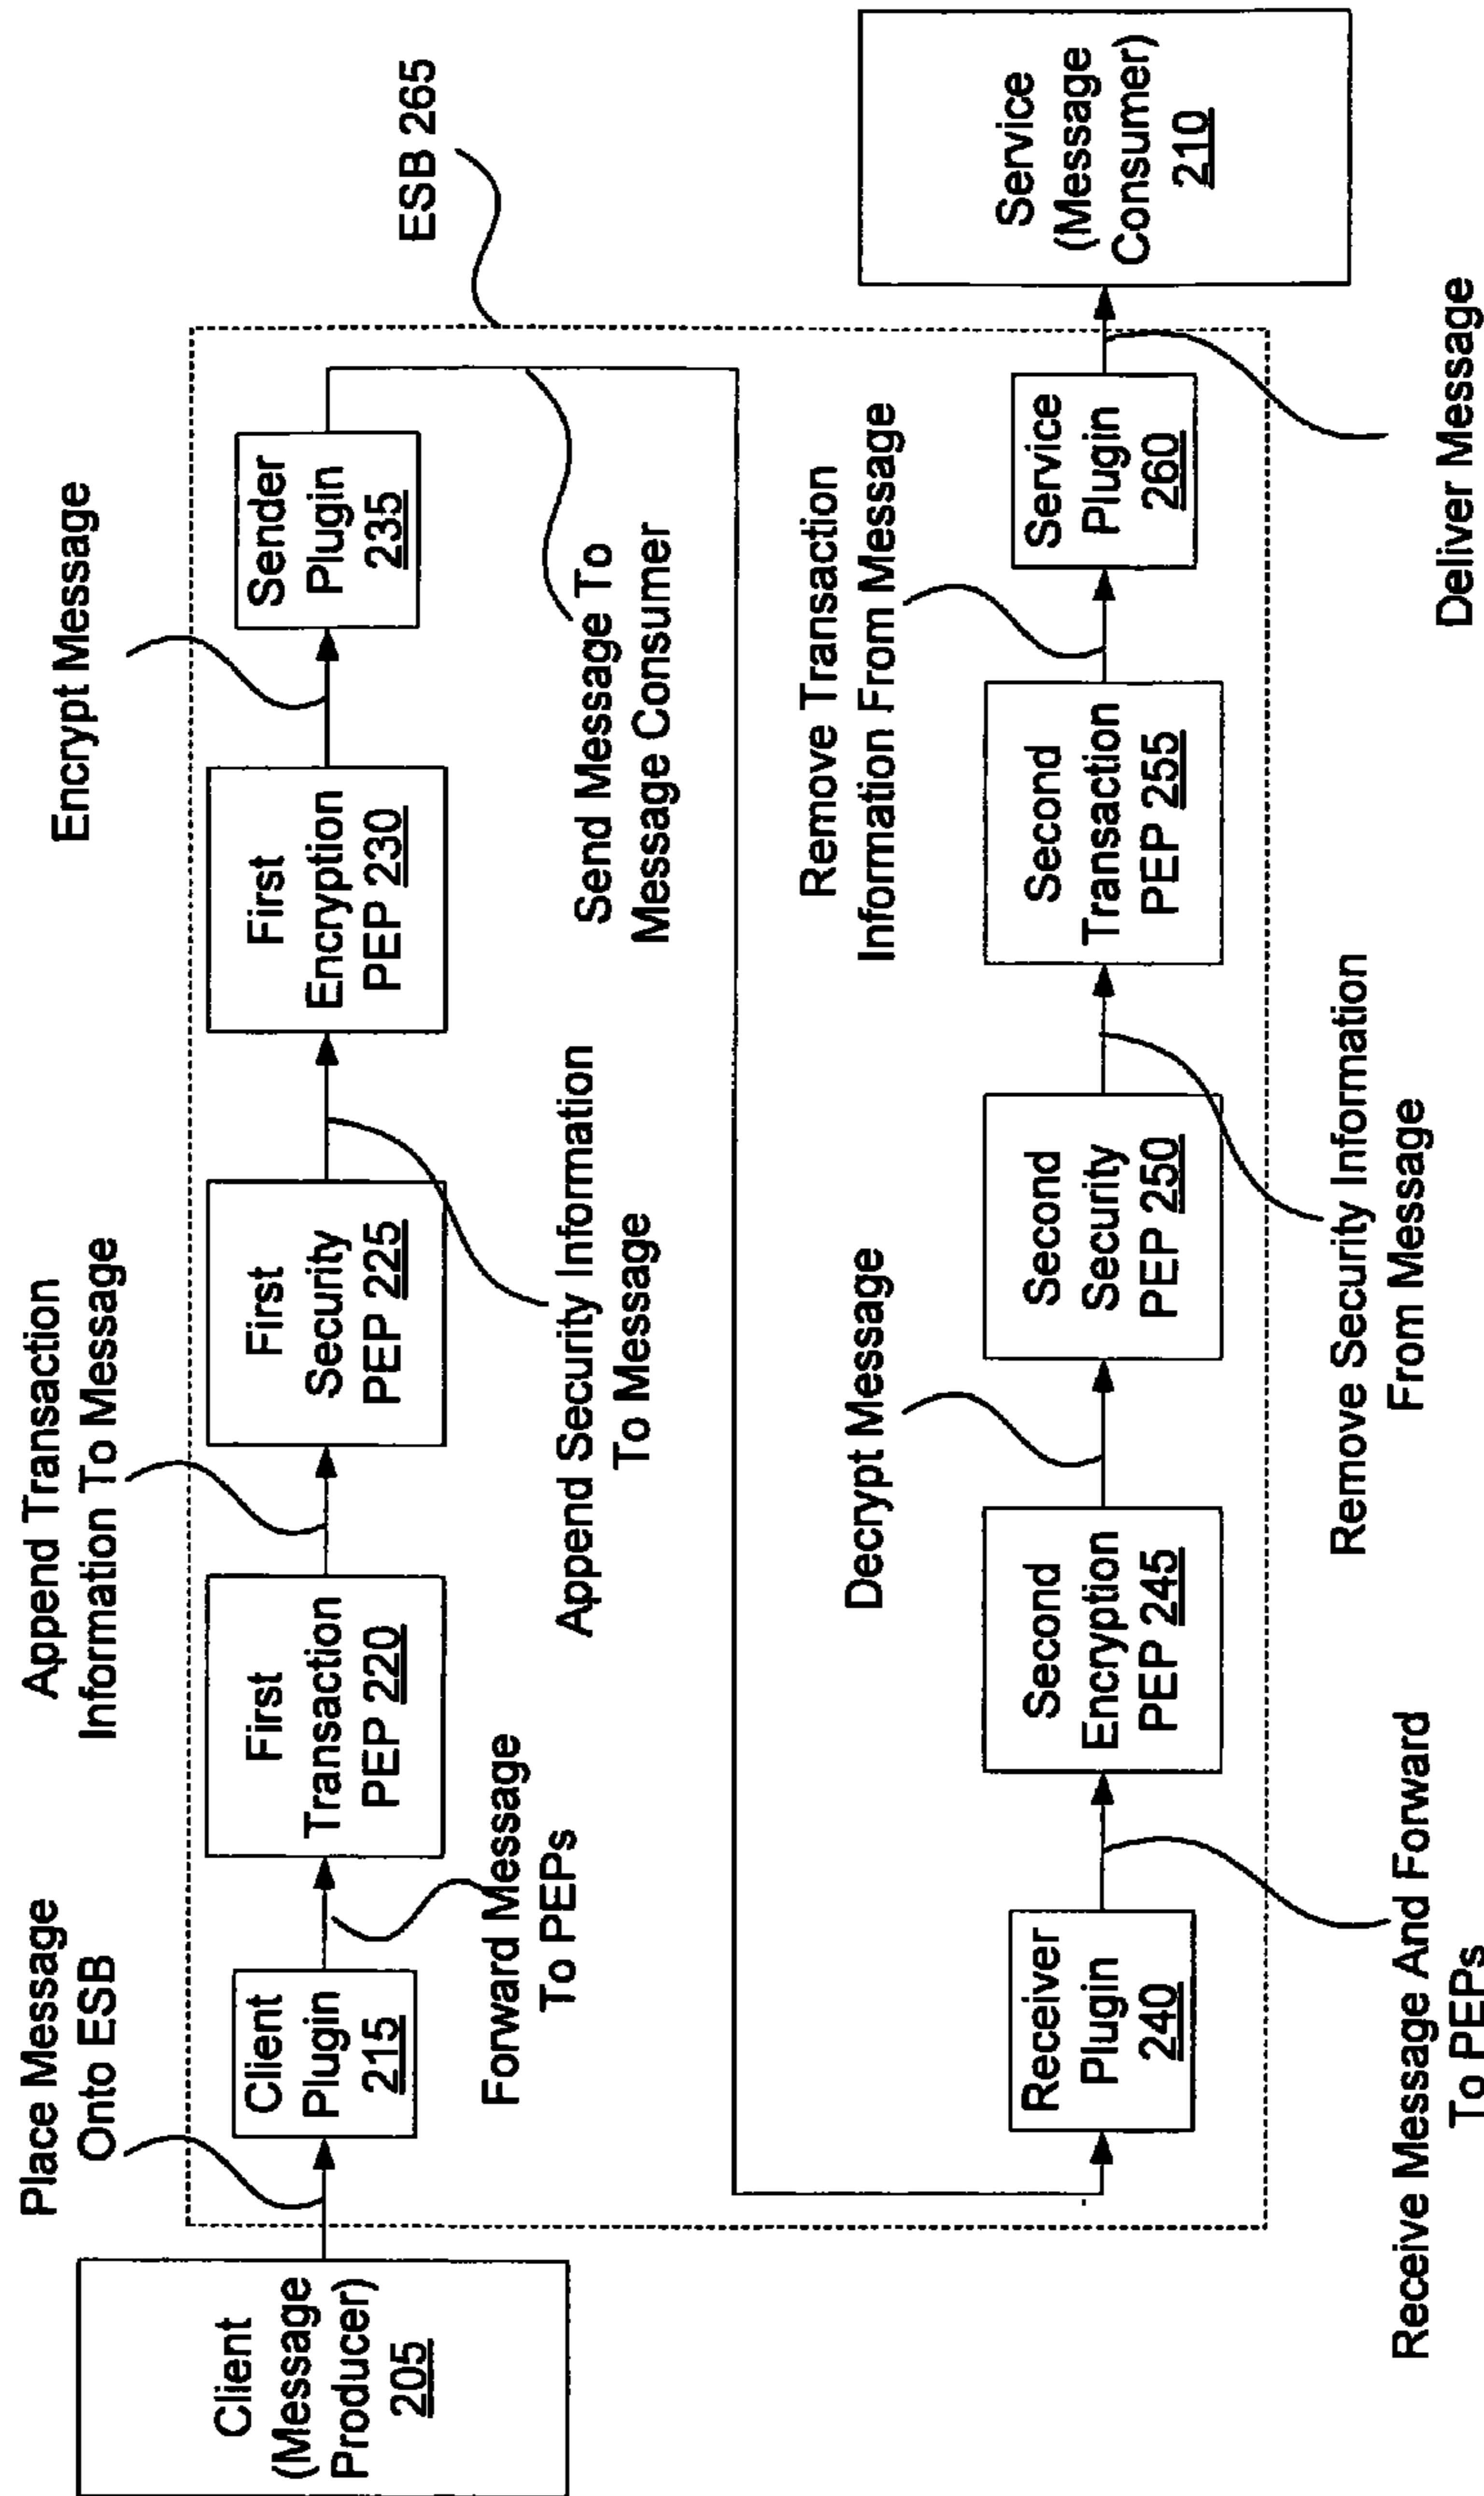 Place Message
Onto ESB
Append Transaction
Information To Message
Encrypt Message
ESB 265
Client
(Message
Producer)
205
Client
Plugin
215
First
Transaction
PEP 220
First
Security
PEP 225
First
Encryption
PEP 230
Sender
Plugin
235
Forward Message
To PEPs
Append Security Information
To Message
Send Message To
Message Consumer
Decrypt Message
Remove Transaction
Information From Message
Receiver
Plugin
240
Second
Encryption
PEP 245
Second
Security
PEP 250
Second
Transaction
PEP 255
Service
Plugin
260
Service
(Message
Consumer)
210
Receive Message And Forward
To PEPs
Remove Security Information
From Message
Deliver Message